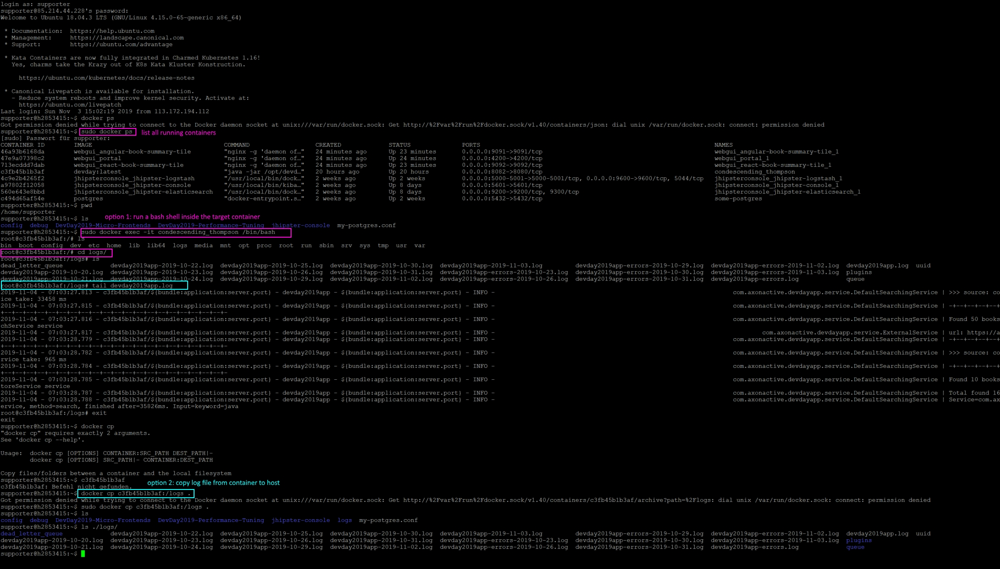 login as: supporter
supporter@85.214.44.228's password:
Welcome to Ubuntu 18.04.3 LTS (GNU/Linux 4.15.0-65-generic x86_64)
* Documentation:  https://help.ubuntu.com
* Management:     https://landscape.canonical.com
* Support:        https://ubuntu.com/advantage
* Kata Containers are now fully integrated in Charmed Kubernetes 1.16!
Yes, charms take the Krazy out of K8s Kata Kluster Konstruction.
https://ubuntu.com/kubernetes/docs/release-notes
* Canonical Livepatch is available for installation.
- Reduce system reboots and improve kernel security. Activate at:
https://ubuntu.com/livepatch
Last login: Sun Nov  3 15:02:19 2019 from 113.172.194.112
supporter@h2853415:~$ docker ps
Got permission denied while trying to connect to the Docker daemon socket at unix:///var/run/docker.sock: Get http://%2Fvar%2Frun%2Fdocker.sock/v1.40/containers/json: dial unix /var/run/docker.sock: connect: permission denied
supporter@h2853415:~$ sudo docker ps list all running containers
[sudo] Passwort für supporter:
CONTAINER ID IMAGE COMMAND CREATED STATUS PORTS NAMES
46a93b6168da webgui_angular-book-summary-tile "nginx -g 'daemon of…" 24 minutes ago Up 23 minutes 0.0.0.0:9091->9091/tcp webgui_angular-book-summary-tile_1
47e9a07398c2 webgui_portal "nginx -g 'daemon of…" 24 minutes ago Up 24 minutes 0.0.0.0:4200->4200/tcp webgui_portal_1
713ecddd7dab webgui_react-book-summary-tile "nginx -g 'daemon of…" 24 minutes ago Up 23 minutes 0.0.0.0:9092->9092/tcp webgui_react-book-summary-tile_1
c3fb45b1b3af devday:latest "java -jar /opt/devd…" 20 hours ago Up 20 hours 0.0.0.0:8082->8080/tcp condescending_thompson
4c9e2b4265f2 jhipsterconsole_jhipster-logstash "/usr/local/bin/dock…" 2 weeks ago Up 2 weeks 0.0.0.0:5000-5001->5000-5001/tcp, 0.0.0.0:9600->9600/tcp, 5044/tcp jhipsterconsole_jhipster-logstash_1
a97802f12058 jhipsterconsole_jhipster-console "/usr/local/bin/kiba…" 2 weeks ago Up 8 days 0.0.0.0:5601->5601/tcp jhipsterconsole_jhipster-console_1
560e643e8bbd jhipsterconsole_jhipster-elasticsearch "/usr/local/bin/dock…" 2 weeks ago Up 8 days 0.0.0.0:9200->9200/tcp, 9300/tcp jhipsterconsole_jhipster-elasticsearch_1
c494d65af54e postgres "docker-entrypoint.s…" 2 weeks ago Up 2 weeks 0.0.0.0:5432->5432/tcp some-postgres
supporter@h2853415:~$ pwd
/home/supporter
supporter@h2853415:~$ ls option 1: run a bash shell inside the target container
config  debug  DevDay2019-Micro-Frontends  DevDay2019-Performance-Tuning  jhipster-console  my-postgres.conf
supporter@h2853415:~$ sudo docker exec -it condescending_thompson /bin/bash
root@c3fb45b1b3af:/# ls
bin  boot  config  dev  etc  home  lib  lib64  logs  media  mnt  opt  proc  root  run  sbin  srv  sys  tmp  usr  var
root@c3fb45b1b3af:/# cd logs/
root@c3fb45b1b3af:/logs# ls
dead_letter_queue devday2019app-2019-10-22.log devday2019app-2019-10-25.log devday2019app-2019-10-30.log devday2019app-2019-11-03.log devday2019app-errors-2019-10-29.log devday2019app-errors-2019-11-02.log devday2019app.log uuid
devday2019app-2019-10-20.log devday2019app-2019-10-23.log devday2019app-2019-10-26.log devday2019app-2019-10-31.log devday2019app-errors-2019-10-23.log devday2019app-errors-2019-10-30.log devday2019app-errors-2019-11-03.log plugins
devday2019app-2019-10-21.log devday2019app-2019-10-24.log devday2019app-2019-10-29.log devday2019app-2019-11-02.log devday2019app-errors-2019-10-26.log devday2019app-errors-2019-10-31.log devday2019app-errors.log queue
root@c3fb45b1b3af:/logs# tail devday2019app.log
2019-11-04 - 07:03:27.813 - c3fb45b1b3af/${bundle:application:server.port} - devday2019app - ${bundle:application:server.port} - INFO - com.axonactive.devdayapp.service.DefaultSearchingService | >>> source: co
ice take: 33458 ms
2019-11-04 - 07:03:27.815 - c3fb45b1b3af/${bundle:application:server.port} - devday2019app - ${bundle:application:server.port} - INFO - com.axonactive.devdayapp.service.DefaultSearchingService | -+--+--+--+--+
+--+--+--+--+--+--+--+--+--+--+--+--+--+--+--+--+--+--+--+--+-
2019-11-04 - 07:03:27.816 - c3fb45b1b3af/${bundle:application:server.port} - devday2019app - ${bundle:application:server.port} - INFO - com.axonactive.devdayapp.service.DefaultSearchingService | Found 50 books
chService service
2019-11-04 - 07:03:27.817 - c3fb45b1b3af/${bundle:application:server.port} - devday2019app - ${bundle:application:server.port} - INFO - com.axonactive.devdayapp.service.ExternalService | url: https://a
2019-11-04 - 07:03:28.779 - c3fb45b1b3af/${bundle:application:server.port} - devday2019app - ${bundle:application:server.port} - INFO - com.axonactive.devdayapp.service.DefaultSearchingService | -+--+--+--+--+
+--+--+--+--+--+--+--+--+--+--+--+--+--+--+--+--+--+--+--+--+-
2019-11-04 - 07:03:28.782 - c3fb45b1b3af/${bundle:application:server.port} - devday2019app - ${bundle:application:server.port} - INFO - com.axonactive.devdayapp.service.DefaultSearchingService | >>> source: co
rvice take: 965 ms
2019-11-04 - 07:03:28.784 - c3fb45b1b3af/${bundle:application:server.port} - devday2019app - ${bundle:application:server.port} - INFO - com.axonactive.devdayapp.service.DefaultSearchingService | -+--+--+--+--+
+--+--+--+--+--+--+--+--+--+--+--+--+--+--+--+--+--+--+--+--+-
2019-11-04 - 07:03:28.785 - c3fb45b1b3af/${bundle:application:server.port} - devday2019app - ${bundle:application:server.port} - INFO - com.axonactive.devdayapp.service.DefaultSearchingService | Found 10 books
toreService service
2019-11-04 - 07:03:28.787 - c3fb45b1b3af/${bundle:application:server.port} - devday2019app - ${bundle:application:server.port} - INFO - com.axonactive.devdayapp.service.DefaultSearchingService | Total found 16
2019-11-04 - 07:03:28.788 - c3fb45b1b3af/${bundle:application:server.port} - devday2019app - ${bundle:application:server.port} - INFO - com.axonactive.devdayapp.service.DefaultSearchingService | Service=com.ax
ervice, method=search, finished after=35826ms. Input=keyword=java
root@c3fb45b1b3af:/logs# exit
exit
supporter@h2853415:~$ docker cp
"docker cp" requires exactly 2 arguments.
See 'docker cp --help'.
Usage:  docker cp [OPTIONS] CONTAINER:SRC_PATH DEST_PATH|-
docker cp [OPTIONS] SRC_PATH|- CONTAINER:DEST_PATH
Copy files/folders between a container and the local filesystem
supporter@h2853415:~$ c3fb45b1b3af
c3fb45b1b3af: Befehl nicht gefunden. option 2: copy log file from container to host
supporter@h2853415:~$ docker cp c3fb45b1b3af:/logs .
Got permission denied while trying to connect to the Docker daemon socket at unix:///var/run/docker.sock: Get http://%2Fvar%2Frun%2Fdocker.sock/v1.40/containers/c3fb45b1b3af/archive?path=%2Flogs: dial unix /var/run/docker.sock: connect: permission denied
supporter@h2853415:~$ sudo docker cp c3fb45b1b3af:/logs .
supporter@h2853415:~$ ls
config  debug  DevDay2019-Micro-Frontends  DevDay2019-Performance-Tuning  jhipster-console  logs  my-postgres.conf
supporter@h2853415:~$ ls ./logs/
dead_letter_queue devday2019app-2019-10-22.log devday2019app-2019-10-25.log devday2019app-2019-10-30.log devday2019app-2019-11-03.log devday2019app-errors-2019-10-29.log devday2019app-errors-2019-11-02.log devday2019app.log uuid
devday2019app-2019-10-20.log devday2019app-2019-10-23.log devday2019app-2019-10-26.log devday2019app-2019-10-31.log devday2019app-errors-2019-10-23.log devday2019app-errors-2019-10-30.log devday2019app-errors-2019-11-03.log plugins
devday2019app-2019-10-21.log devday2019app-2019-10-24.log devday2019app-2019-10-29.log devday2019app-2019-11-02.log devday2019app-errors-2019-10-26.log devday2019app-errors-2019-10-31.log devday2019app-errors.log queue
supporter@h2853415:~$